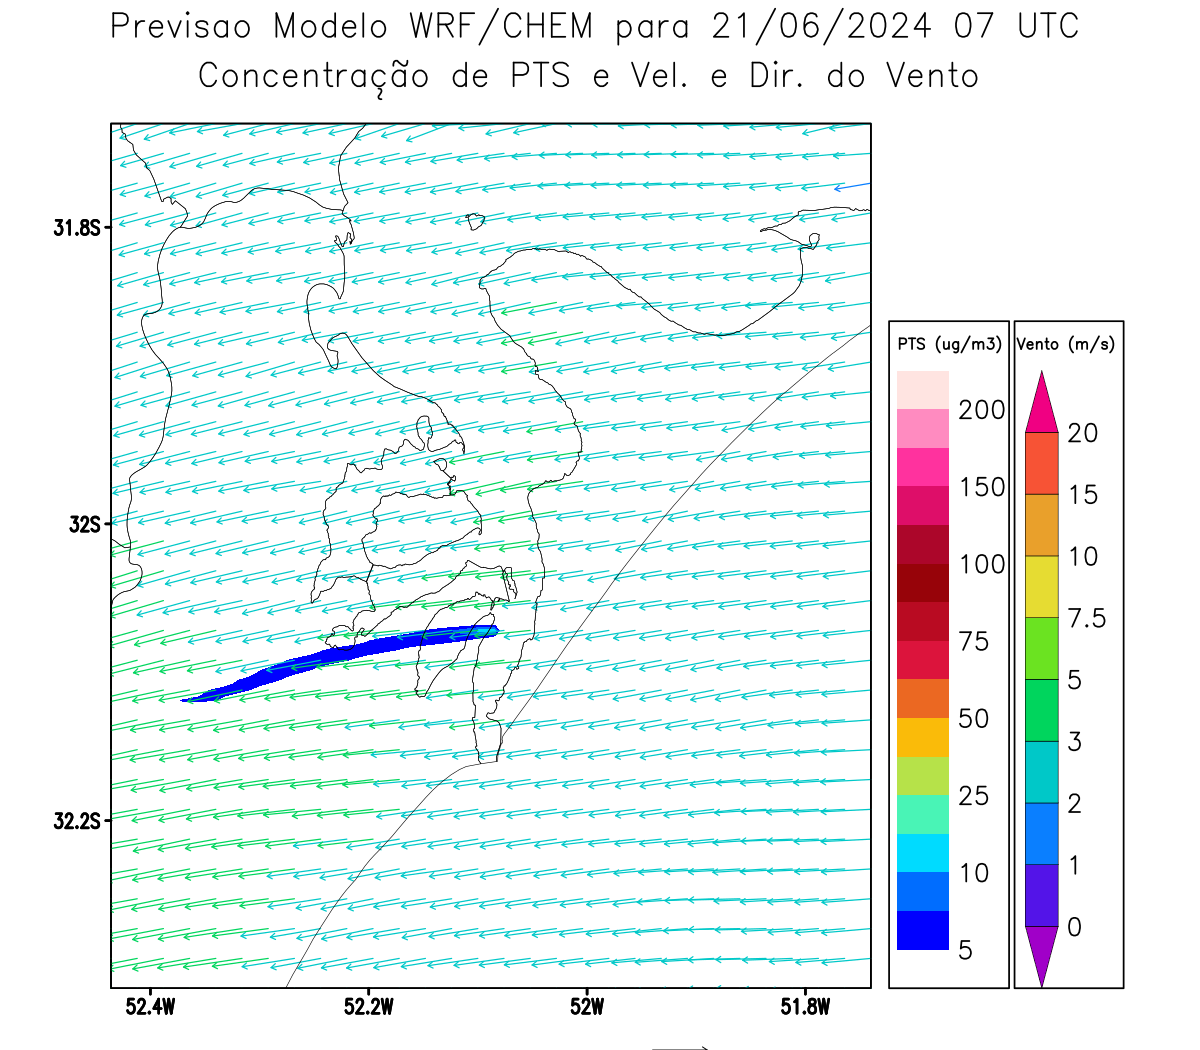 Previsao Modelo WRF/CHEM para 21/06/2024 07 UTC
Concentração de PTS e Vel. e Dir. do Vento
31.8S
32S
32.2S
52.4W
52.2W
52W
51.8W
PTS (ug/m3)
200
150
100
75
50
25
10
5
Vento (m/s)
20
15
10
7.5
5
3
2
1
0